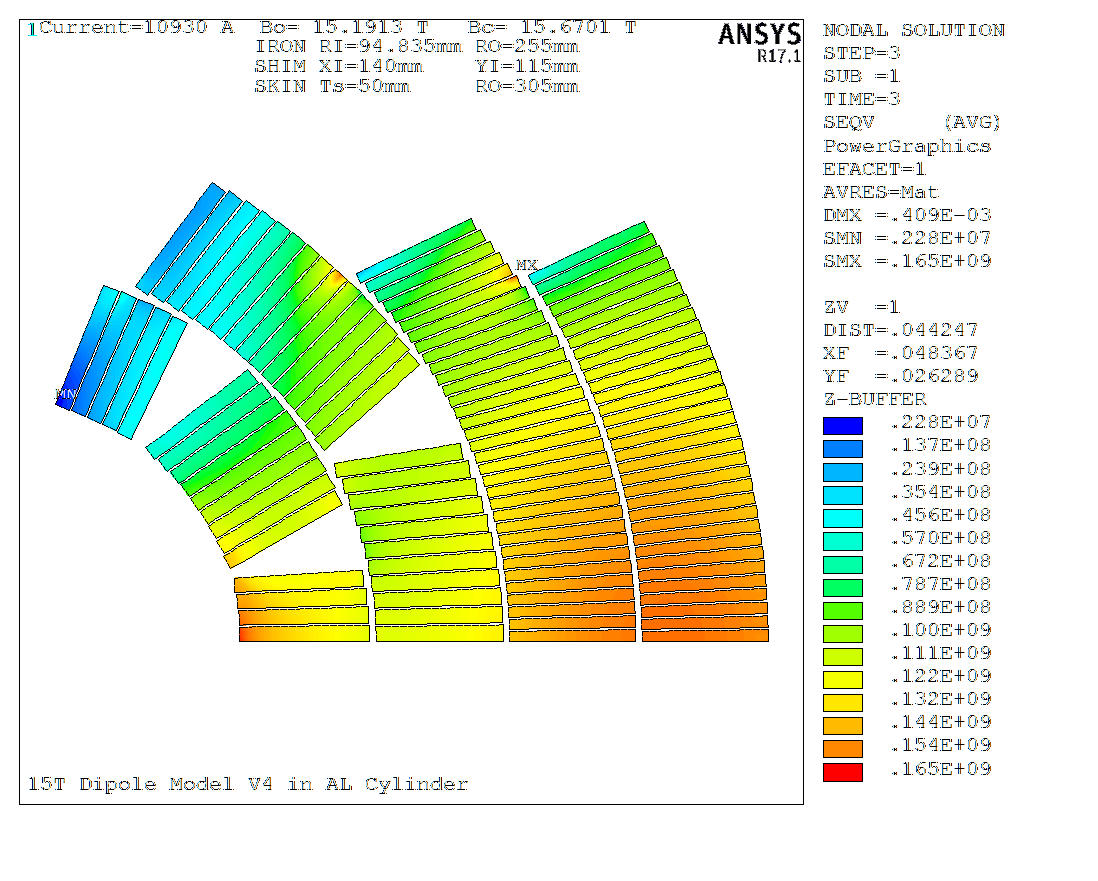 1Current=10930 A Bo= 15.1913 T Bc= 15.6701 T
IRON RI=94.835mm RO=255mm
SHIM XI=140mm YI=115mm
SKIN Ts=50mm RO=305mm
ANSYS
R17.1
MX
MN
15T Dipole Model V4 in AL Cylinder
NODAL SOLUTION
STEP=3
SUB =1
TIME=3
SEQV (AVG)
PowerGraphics
EFACET=1
AVRES=Mat
DMX =.409E-03
SMN =.228E+07
SMX =.165E+09
ZV =1
DIST=.044247
XF =.048367
YF =.026289
Z-BUFFER
.228E+07
.137E+08
.239E+08
.354E+08
.456E+08
.570E+08
.672E+08
.787E+08
.889E+08
.100E+09
.111E+09
.122E+09
.132E+09
.144E+09
.154E+09
.165E+09